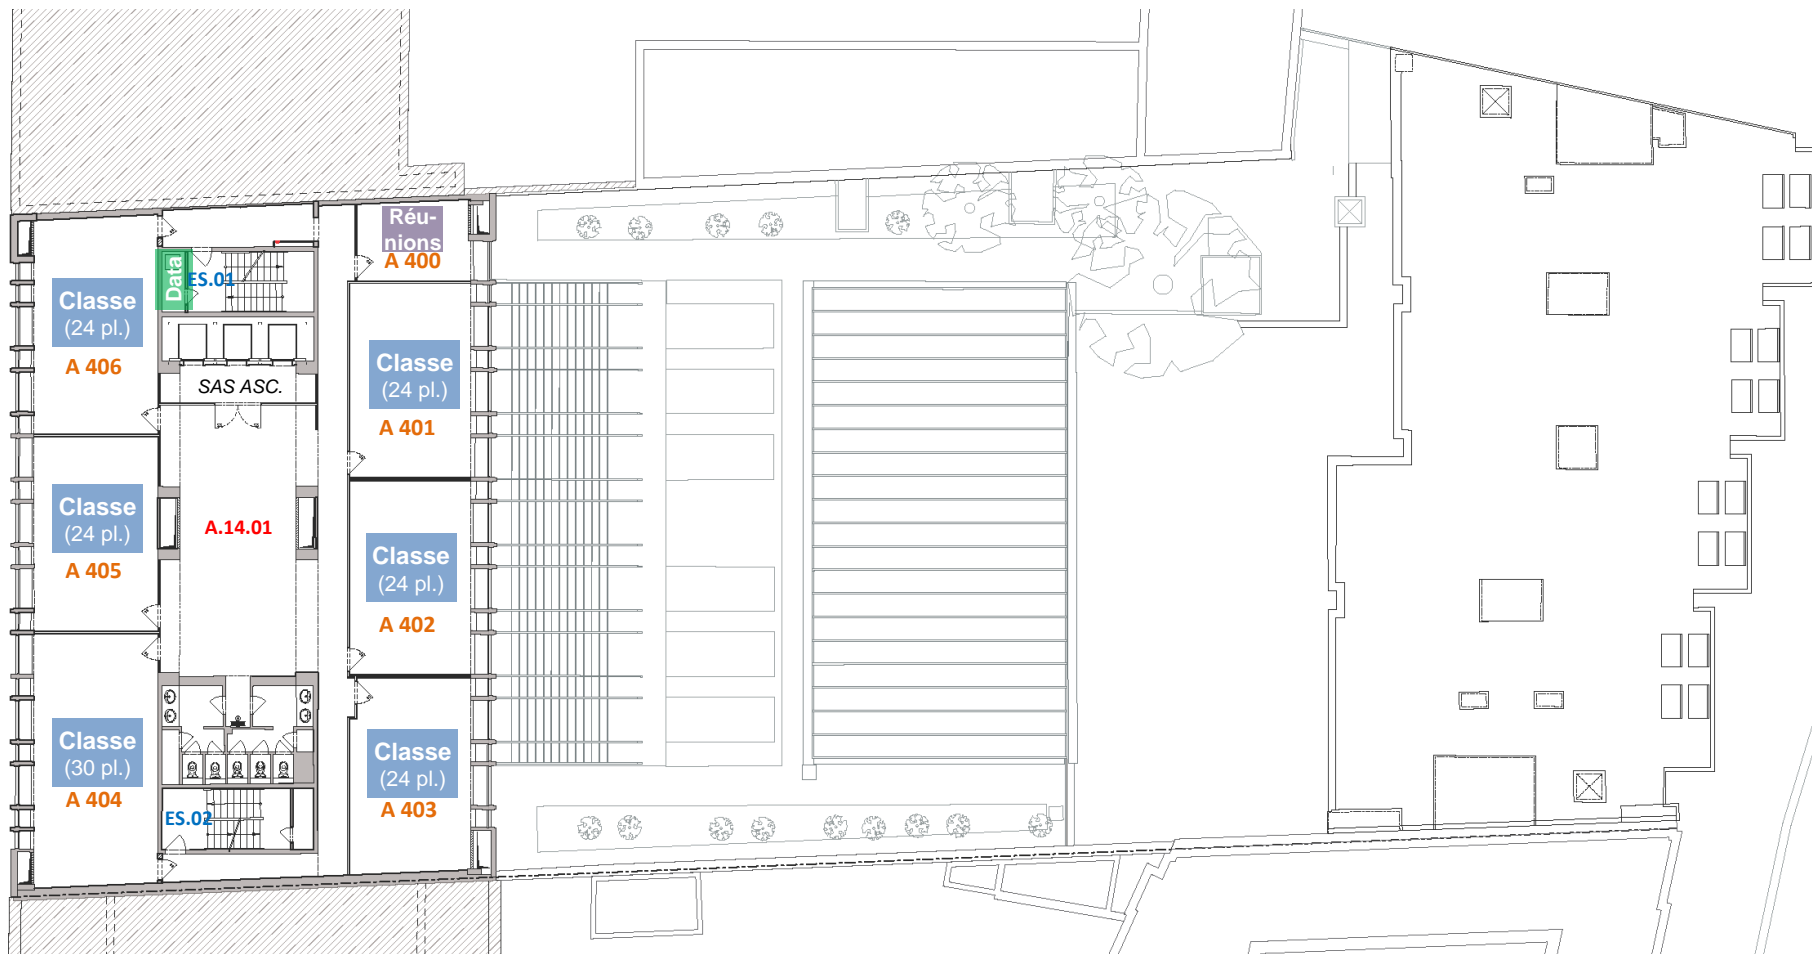 Réu-
nions
A 400
Data
ES.01
Classe
(24 pl.)
A 406
SAS ASC.
Classe
(24 pl.)
A 401
Classe
(24 pl.)
A 405
A.14.01
Classe
(24 pl.)
A 402
Classe
(30 pl.)
A 404
Classe
(24 pl.)
A 403
ES.02